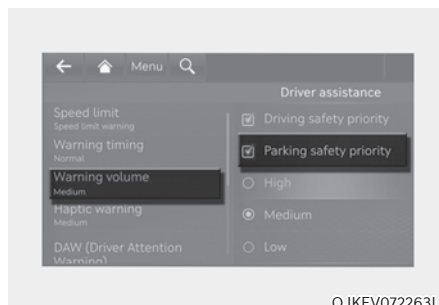 Menu
Driver assistance
Speed limit
Speed limit warning
Warning timing
Normal
Warning volume
Medium
Haptic warning
Medium
DAW (Driver Attention
Warning)
Driving safety priority
Parking safety priority
High
Medium
Low
OJKEV072263L